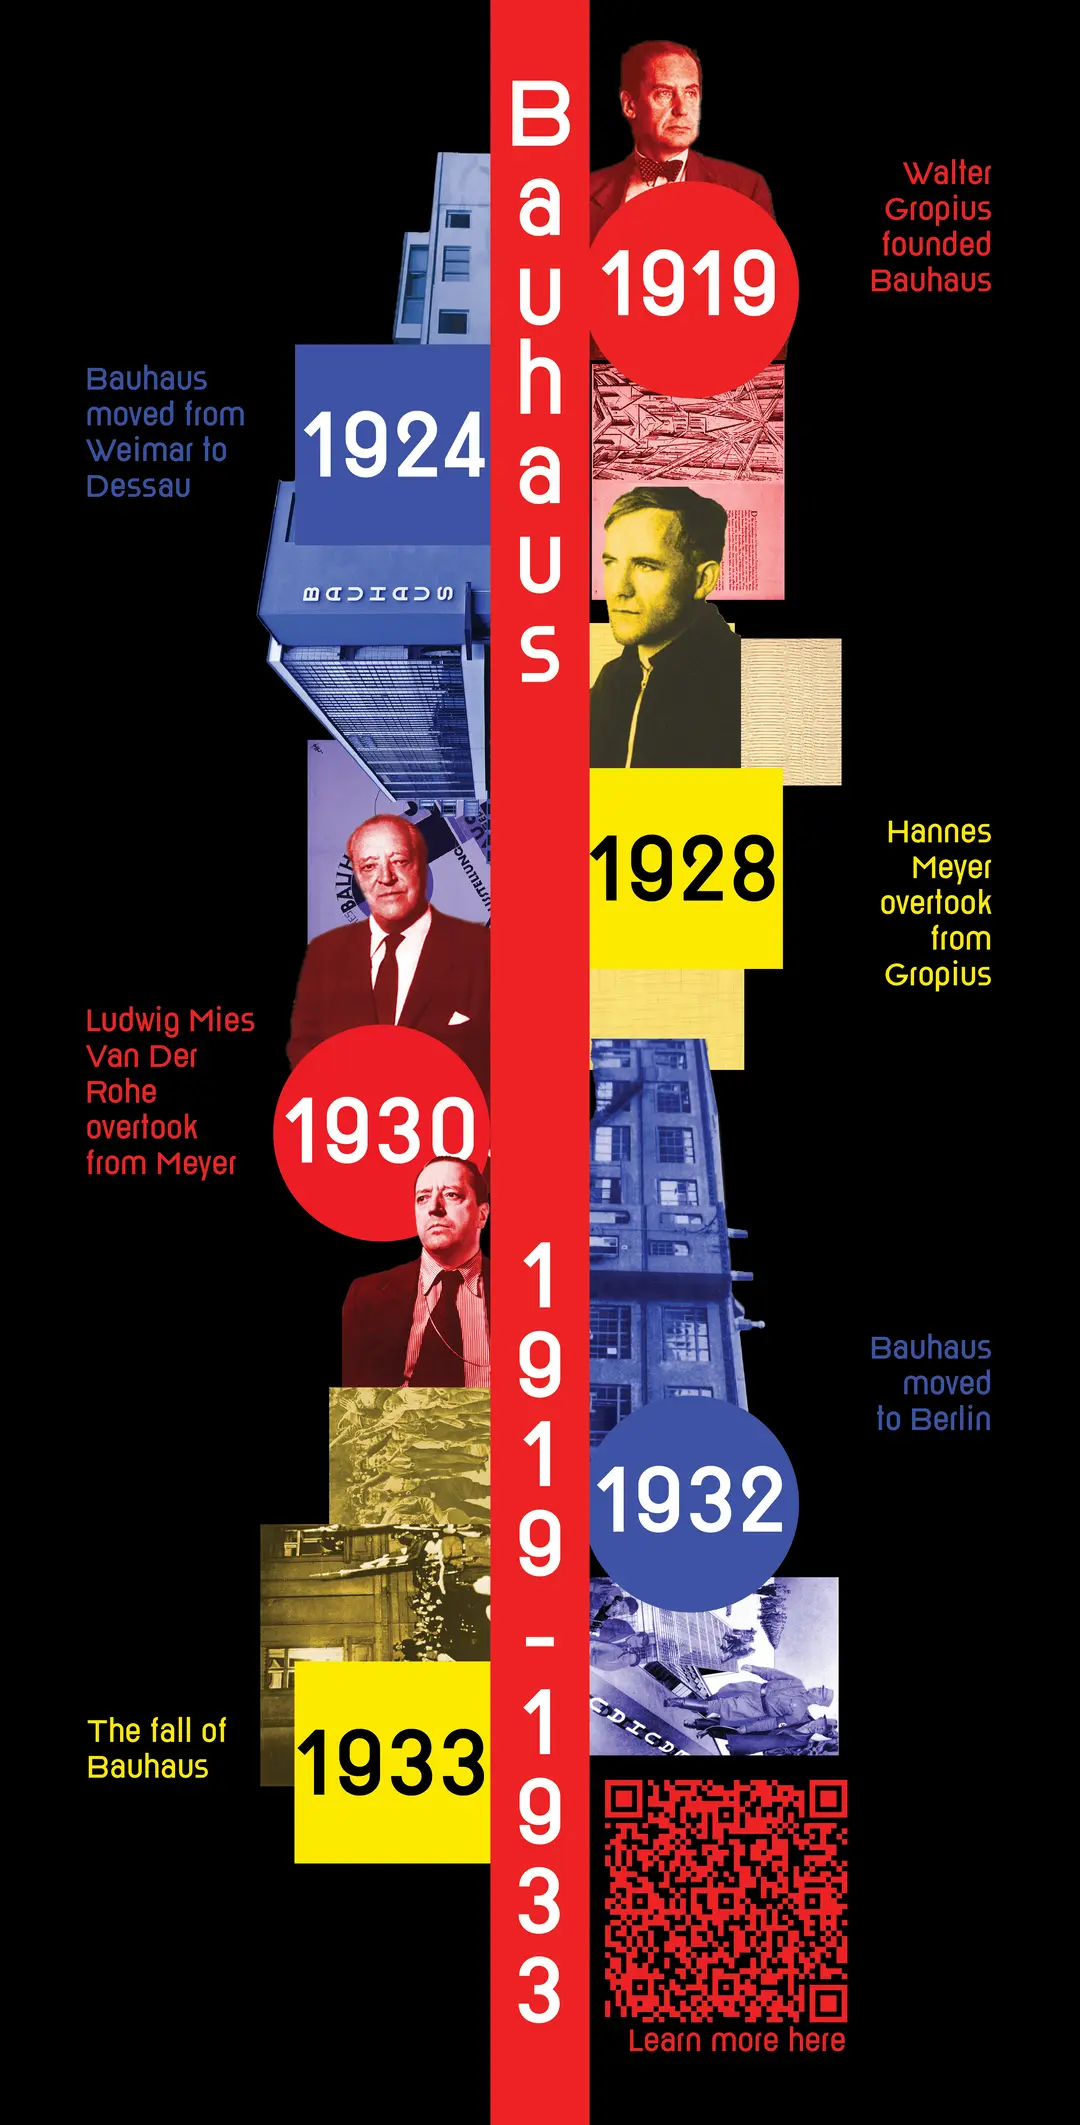 Bauhaus
1919 - 1933
Walter
Gropius
founded
Bauhaus
1919
Bauhaus
moved from
Weimar to
Dessau
1924
BAUHAUS
1928
Hannes
Meyer
overtook
from
Gropius
Ludwig Mies
Van Der
Rohe
overtook
from Meyer
1930
Bauhaus
moved
to Berlin
1932
The fall of
Bauhaus
1933
Learn more here